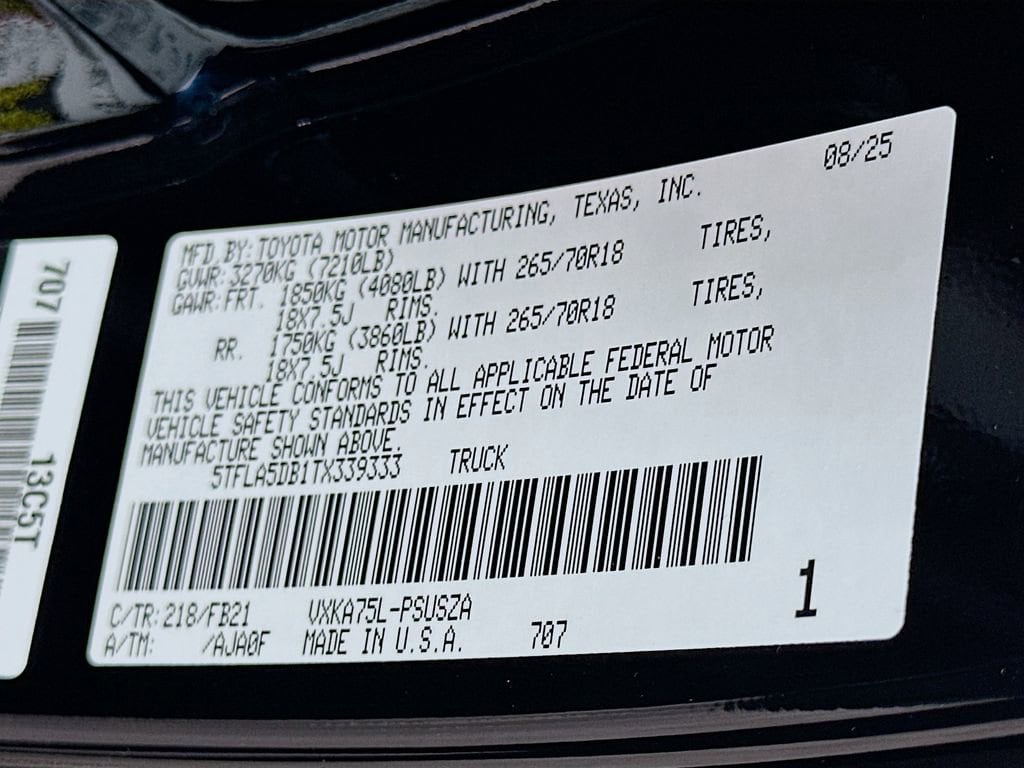 08/25
MFD.BY:TOYOTA MOTOR MANUFACTURING, TEXAS, INC.
GVWR:3270KG (7210LB)
GAWR:FRT. 1850KG (4080LB) WITH 265/70R18 TIRES,
18X7.5J RIMS.
RR. 1750KG (3860LB) WITH 265/70R18 TIRES,
18X7.5J RIMS.
THIS VEHICLE CONFORMS TO ALL APPLICABLE FEDERAL MOTOR
VEHICLE SAFETY STANDARDS IN EFFECT ON THE DATE OF
MANUFACTURE SHOWN ABOVE.
5TFLA5DB1TX339333 TRUCK
C/TR:218/FB21 VXKA75L-PSUSZA
A/TM: /AJA0F MADE IN U.S.A. 707
1
707
13C5T